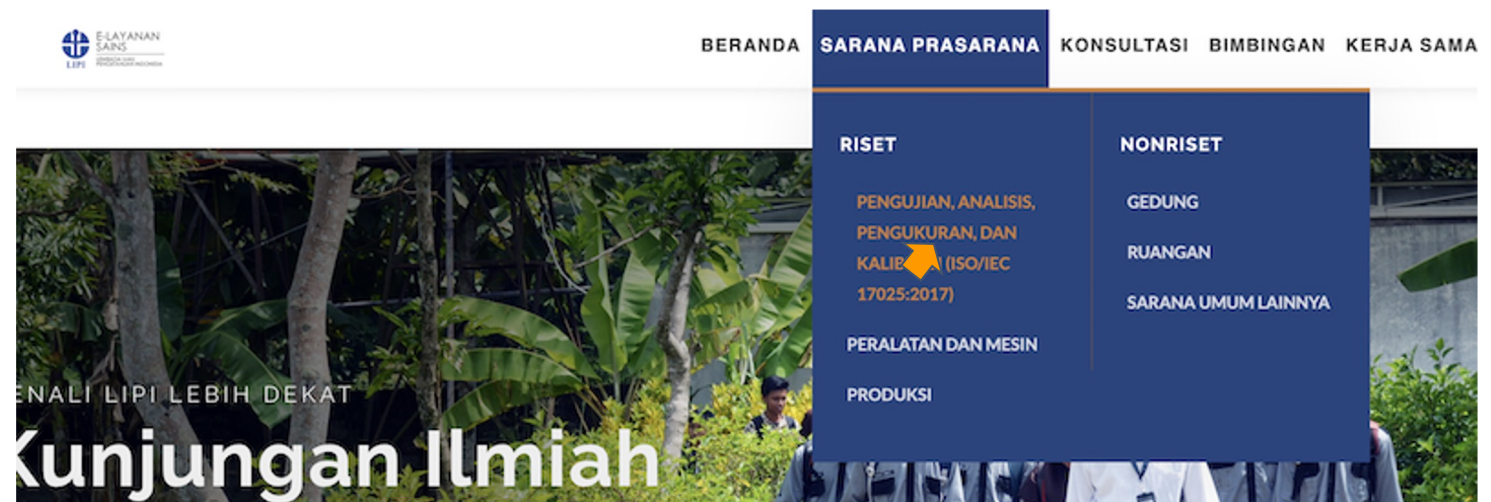 E-LAYANAN
SAINS
LIPI
BERANDA SARANA PRASARANA KONSULTASI BIMBINGAN KERJA SAMA
RISET
PENGUJIAN, ANALISIS,
PENGUKURAN, DAN
(ISO/IEC
17025:2017)
PERALATAN DAN MESIN
PRODUKSI
NONRISET
GEDUNG
RUANGAN
SARANA UMUM LAINNYA
ENALI LIPI LEBIH DEKAT
Kunjungan Ilmiah